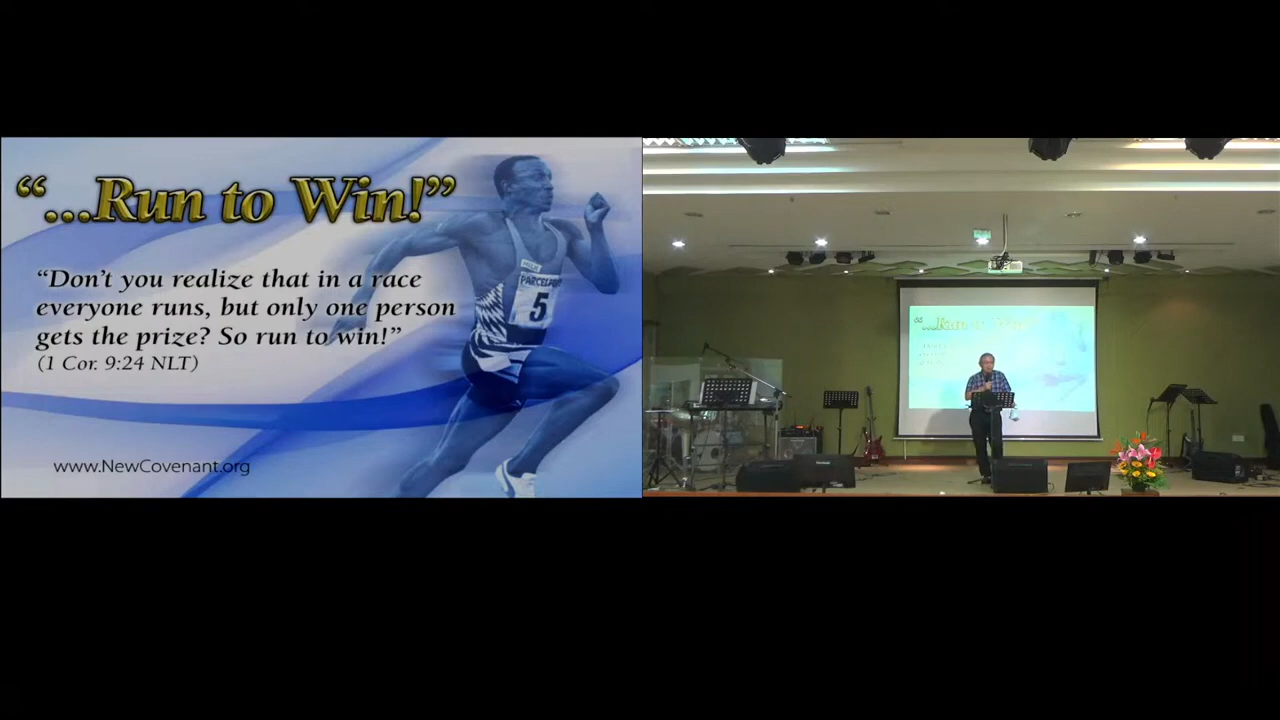 “...Run to Win!”
“Don’t you realize that in a race
everyone runs, but only one person
gets the prize? So run to win!”
(1 Cor. 9:24 NLT)
www.NewCovenant.org
5